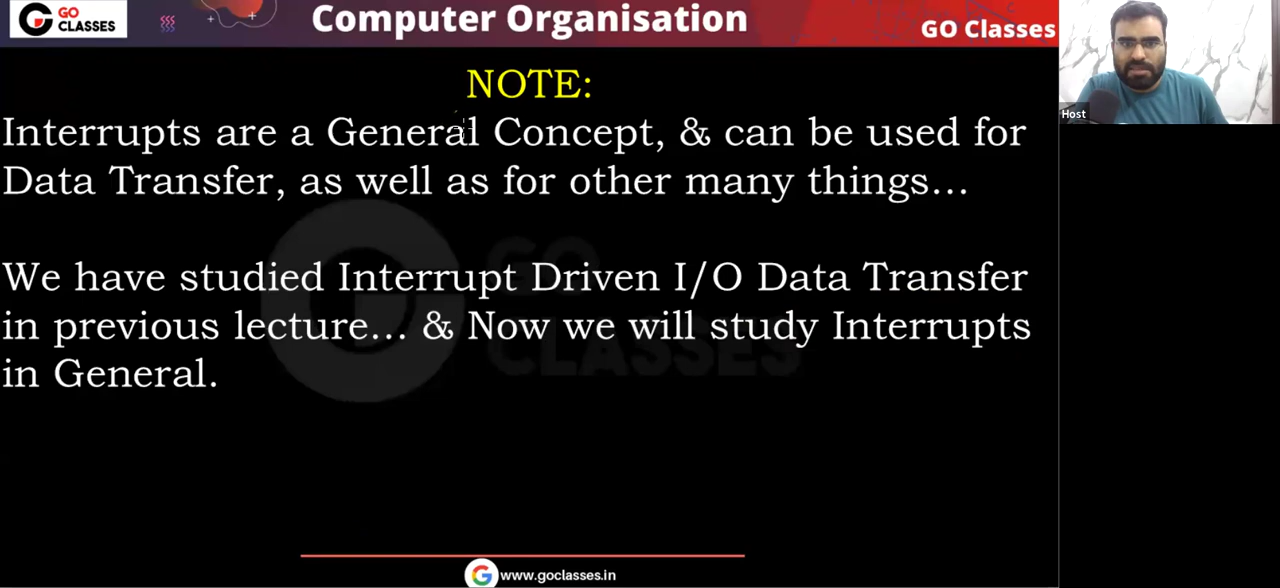 GO
CLASSES
Computer Organisation
GO Classes
Host
NOTE:
Interrupts are a General Concept, & can be used for
Data Transfer, as well as for other many things...
We have studied Interrupt Driven I/O Data Transfer
in previous lecture... & Now we will study Interrupts
in General.
GO
CLASSES
www.goclasses.in